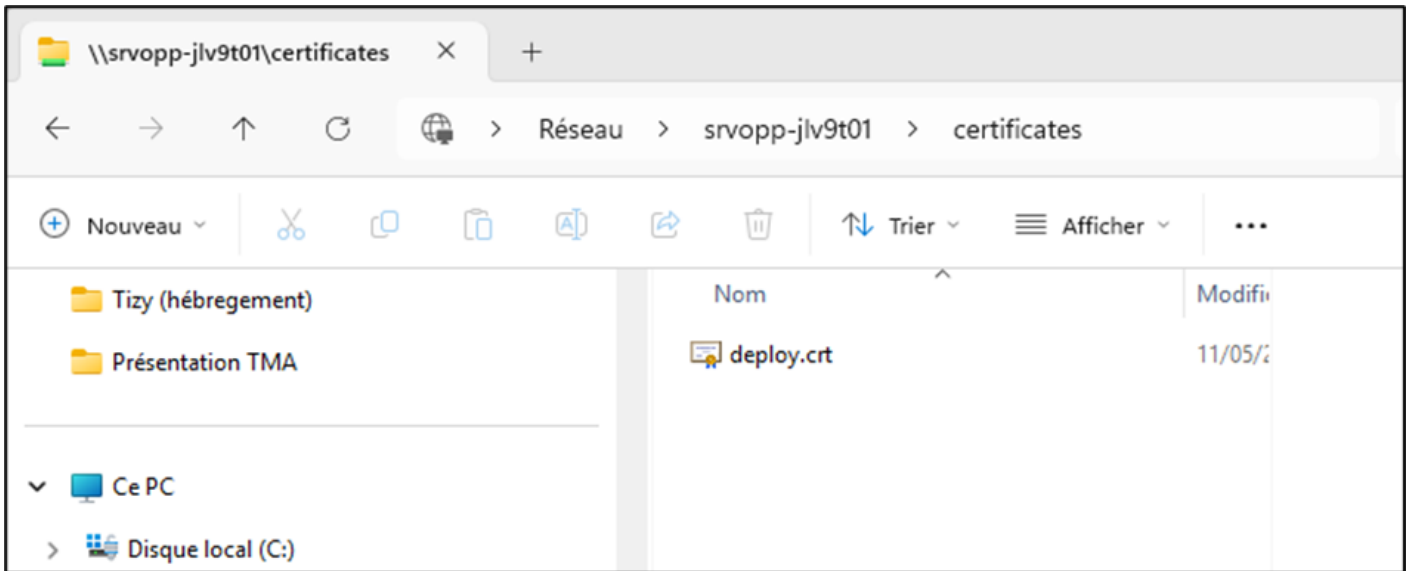 \\srvopp-jlv9t01\certificates
Réseau > srvopp-jlv9t01 > certificates
Nouveau Trier Afficher
Tizy (hébregement)
Présentation TMA
Ce PC
Disque local (C:)
Nom
deploy.crt